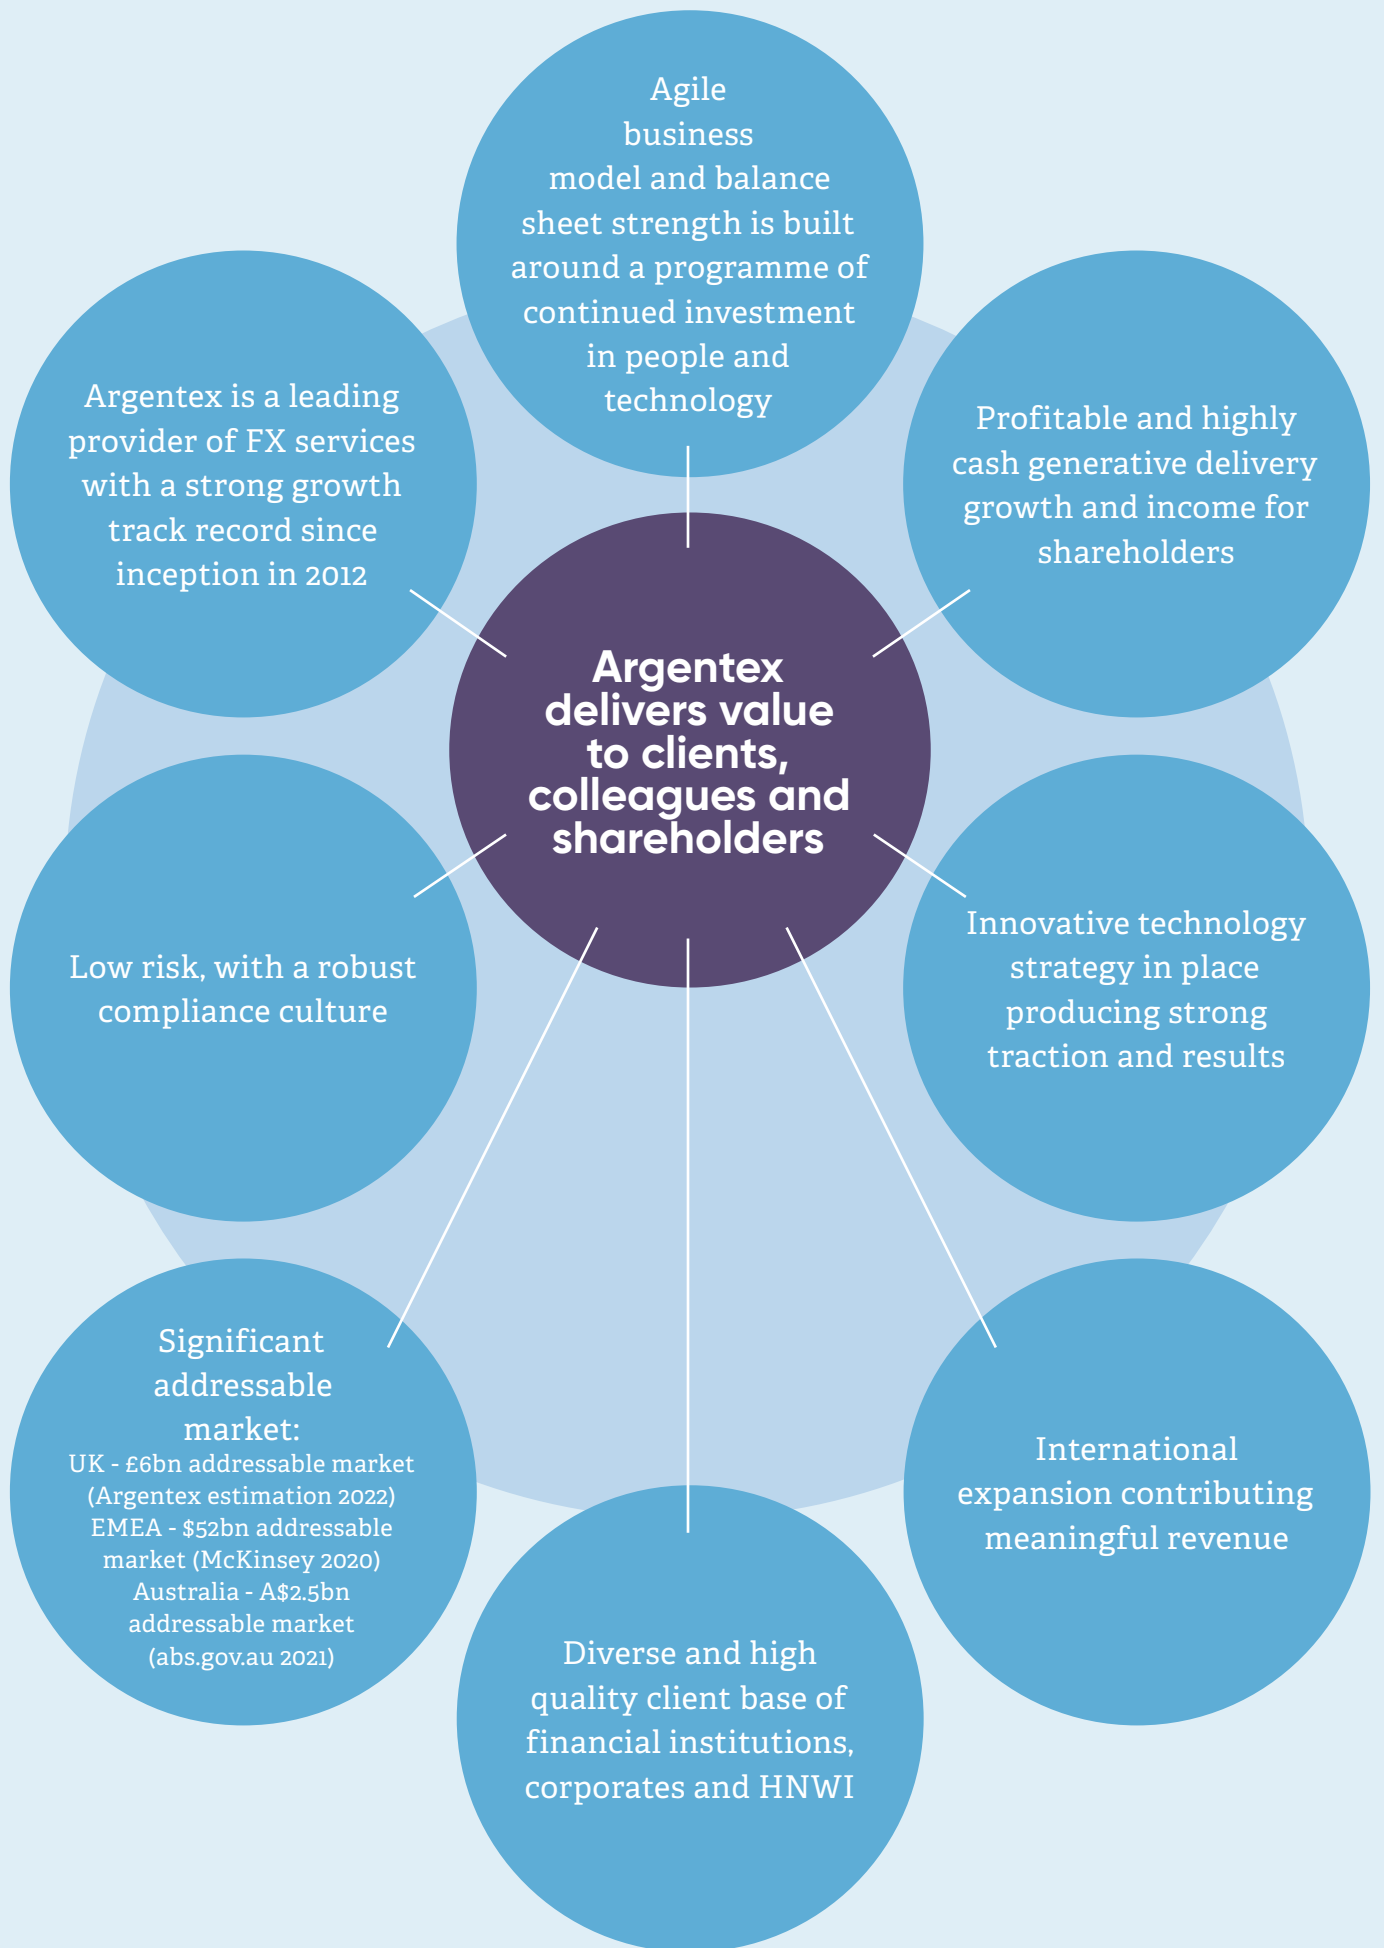 Agile
business
model and balance
sheet strength is built
around a programme of
continued investment
in people and
technology
Argentex is a leading
provider of FX services
with a strong growth
track record since
inception in 2012
Profitable and highly
cash generative delivery
growth and income for
shareholders
Argentex
delivers value
to clients,
colleagues and
shareholders
Low risk, with a robust
compliance culture
Innovative technology
strategy in place
producing strong
traction and results
Significant
addressable
market:
UK - £6bn addressable market
(Argentex estimation 2022)
EMEA - $52bn addressable
market (McKinsey 2020)
Australia - A$2.5bn
addressable market
(abs.gov.au 2021)
International
expansion contributing
meaningful revenue
Diverse and high
quality client base of
financial institutions,
corporates and HNWI